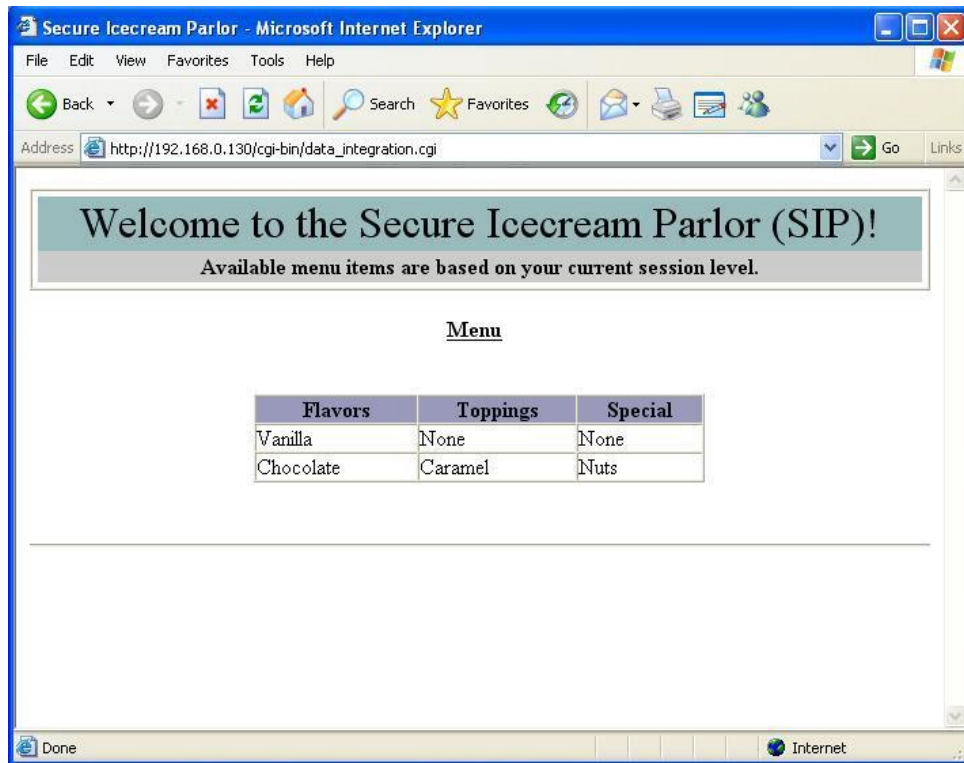 Secure Icecream Parlor - Microsoft Internet Explorer
File Edit View Favorites Tools Help
Back Search Favorites
Address http://192.168.0.130/cgi-bin/data_integration.cgi Go Links
Welcome to the Secure Icecream Parlor (SIP)!
Available menu items are based on your current session level.
Menu
Flavors Toppings Special
Vanilla None None
Chocolate Caramel Nuts
Done Internet